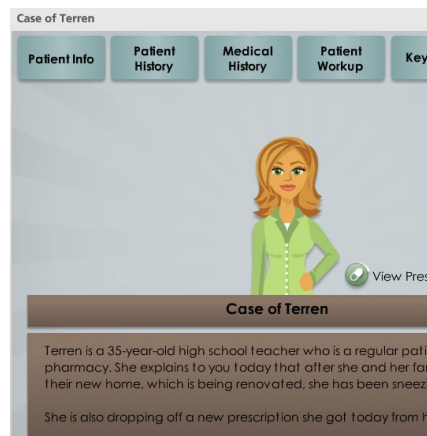 Case of Terren
Patient Info
Patient History
Medical History
Patient Workup
Key
View Pres
Case of Terren
Terren is a 35-year-old high school teacher who is a regular pati
pharmacy. She explains to you today that after she and her fa
their new home, which is being renovated, she has been sneez
She is also dropping off a new prescription she got today from h